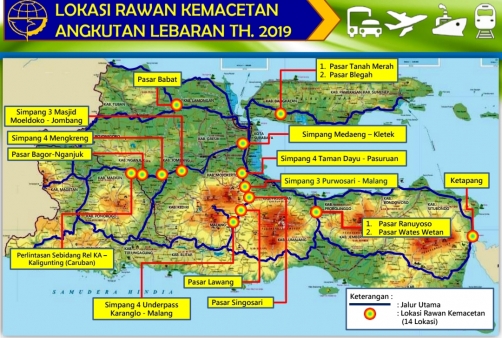 LOKASI RAWAN KEMACETAN
ANGKUTAN LEBARAN TH. 2019
Pasar Babat
1. Pasar Tanah Merah
2. Pasar Blegah
Simpang 3 Masjid
Moeldoko - Jombang
Simpang 4 Mengkreng
Pasar Bagor-Nganjuk
Simpang Medaeng – Kletek
Simpang 4 Taman Dayu - Pasuruan
Simpang 3 Purwosari - Malang
Ketapang
1. Pasar Ranuyoso
2. Pasar Wates Wetan
Perlintasan Sebidang Rel KA –
Kaligunting (Caruban)
Pasar Lawang
Simpang 4 Underpass
Karanglo - Malang
Pasar Singosari
SAMUDERA HINDIA
Keterangan :
: Jalur Utama
: Lokasi Rawan Kemacetan
(14 Lokasi)